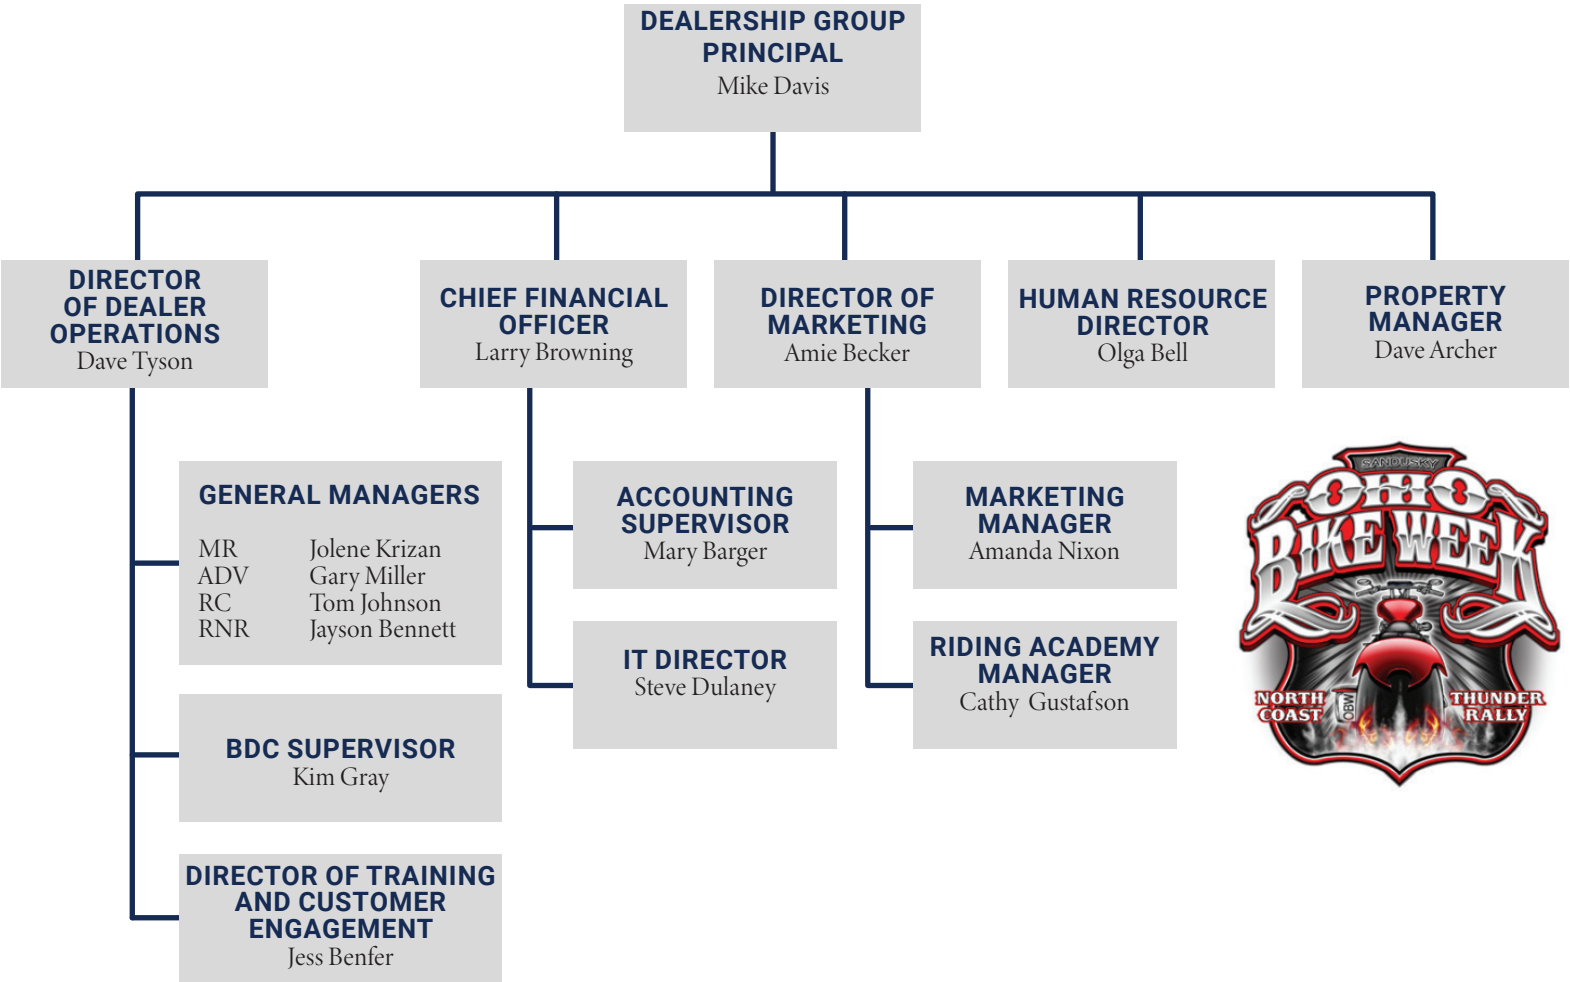 DEALERSHIP GROUP
PRINCIPAL
Mike Davis
DIRECTOR
OF DEALER
OPERATIONS
Dave Tyson
CHIEF FINANCIAL
OFFICER
Larry Browning
DIRECTOR OF
MARKETING
Amie Becker
HUMAN RESOURCE
DIRECTOR
Olga Bell
PROPERTY
MANAGER
Dave Archer
GENERAL MANAGERS
MR Jolene Krizan
ADV Gary Miller
RC Tom Johnson
RNR Jayson Bennett
BDC SUPERVISOR
Kim Gray
DIRECTOR OF TRAINING
AND CUSTOMER
ENGAGEMENT
Jess Benfer
ACCOUNTING
SUPERVISOR
Mary Barger
IT DIRECTOR
Steve Dulaney
MARKETING
MANAGER
Amanda Nixon
RIDING ACADEMY
MANAGER
Cathy Gustafson
SANDUSKY
OHIO
BIKE WEEK
NORTH
COAST
OBW
THUNDER
RALLY